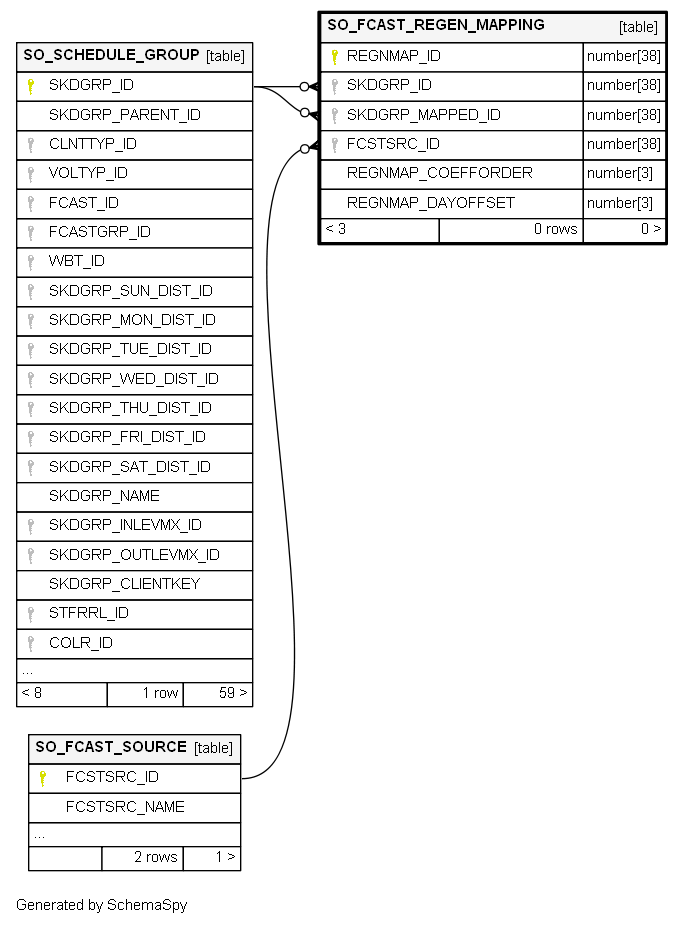 SO_SCHEDULE_GROUP [table]
SKDGRP_ID
SKDGRP_PARENT_ID
CLNTTYP_ID
VOLTYP_ID
FCAST_ID
FCASTGRP_ID
WBT_ID
SKDGRP_SUN_DIST_ID
SKDGRP_MON_DIST_ID
SKDGRP_TUE_DIST_ID
SKDGRP_WED_DIST_ID
SKDGRP_THU_DIST_ID
SKDGRP_FRI_DIST_ID
SKDGRP_SAT_DIST_ID
SKDGRP_NAME
SKDGRP_INLEVMX_ID
SKDGRP_OUTLEVMX_ID
SKDGRP_CLIENTKEY
STFRRL_ID
COLR_ID
...
< 8 1 row 59 >
SO_FCAST_REGEN_MAPPING [table]
REGNMAP_ID number[38]
SKDGRP_ID number[38]
SKDGRP_MAPPED_ID number[38]
FCSTSRC_ID number[38]
REGNMAP_COEFFORDER number[3]
REGNMAP_DAYOFFSET number[3]
< 3 0 rows 0 >
SO_FCAST_SOURCE [table]
FCSTSRC_ID
FCSTSRC_NAME
...
2 rows 1 >
Generated by SchemaSpy